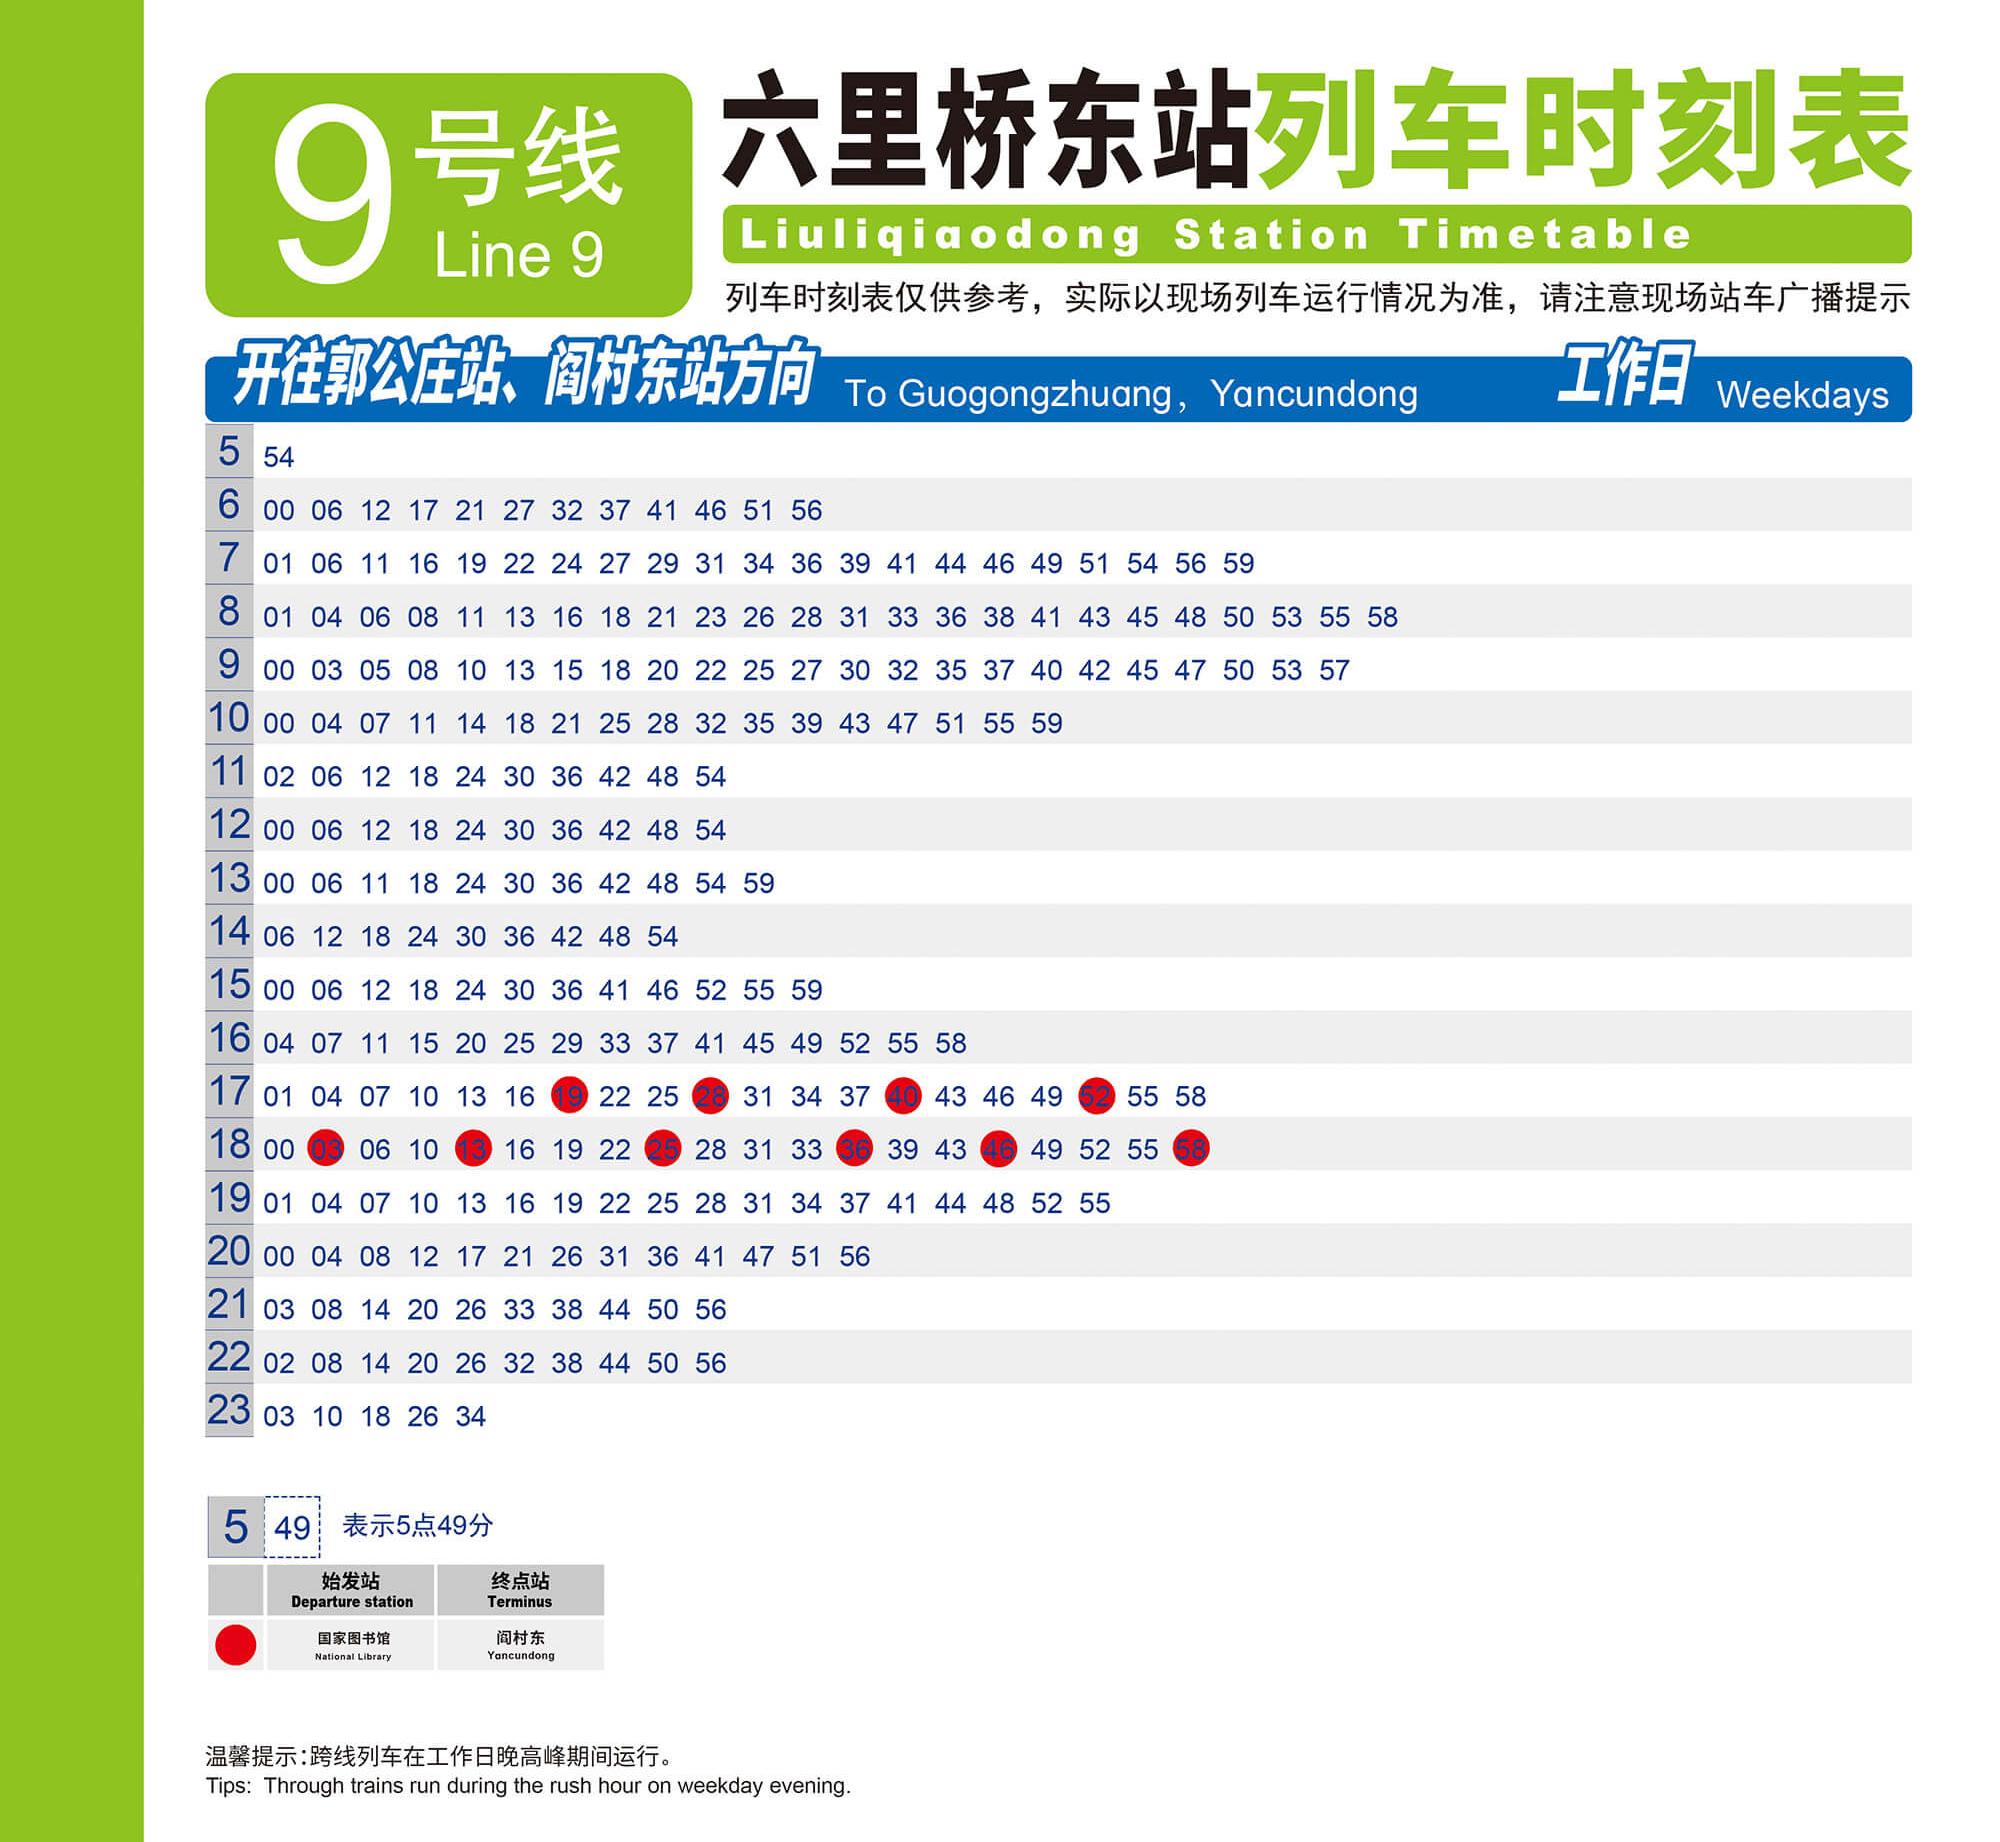 9号线
Line 9
六里桥东站列车时刻表
Liuliqiaodong Station Timetable
列车时刻表仅供参考，实际以现场列车运行情况为准，请注意现场站车广播提示
开往郭公庄站、阎村东站方向 To Guogongzhuang，Yancundong 工作日 Weekdays
5 54
6 00 06 12 17 21 27 32 37 41 46 51 56
7 01 06 11 16 19 22 24 27 29 31 34 36 39 41 44 46 49 51 54 56 59
8 01 04 06 08 11 13 16 18 21 23 26 28 31 33 36 38 41 43 45 48 50 53 55 58
9 00 03 05 08 10 13 15 18 20 22 25 27 30 32 35 37 40 42 45 47 50 53 57
10 00 04 07 11 14 18 21 25 28 32 35 39 43 47 51 55 59
11 02 06 12 18 24 30 36 42 48 54
12 00 06 12 18 24 30 36 42 48 54
13 00 06 11 18 24 30 36 42 48 54 59
14 06 12 18 24 30 36 42 48 54
15 00 06 12 18 24 30 36 41 46 52 55 59
16 04 07 11 15 20 25 29 33 37 41 45 49 52 55 58
17 01 04 07 10 13 16 19 22 25 28 31 34 37 40 43 46 49 52 55 58
18 00 03 06 10 13 16 19 22 25 28 31 33 36 39 43 46 49 52 55 58
19 01 04 07 10 13 16 19 22 25 28 31 34 37 41 44 48 52 55
20 00 04 08 12 17 21 26 31 36 41 47 51 56
21 03 08 14 20 26 33 38 44 50 56
22 02 08 14 20 26 32 38 44 50 56
23 03 10 18 26 34
5 49 表示5点49分
始发站 终点站
Departure station Terminus
国家图书馆 阎村东
National Library Yancundong
温馨提示：跨线列车在工作日晚高峰期间运行。
Tips: Through trains run during the rush hour on weekday evening.